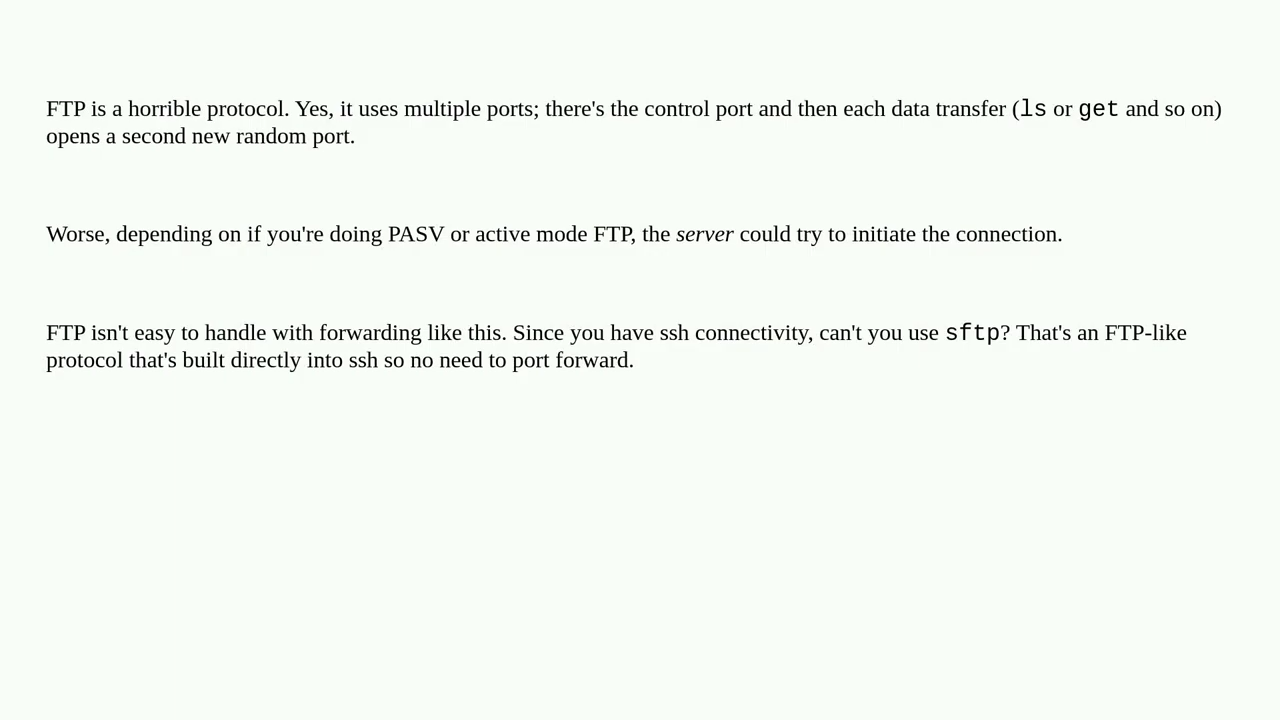 FTP is a horrible protocol. Yes, it uses multiple ports; there's the control port and then each data transfer (ls or get and so on)
opens a second new random port.
Worse, depending on if you're doing PASV or active mode FTP, the server could try to initiate the connection.
FTP isn't easy to handle with forwarding like this. Since you have ssh connectivity, can't you use sftp? That's an FTP-like
protocol that's built directly into ssh so no need to port forward.